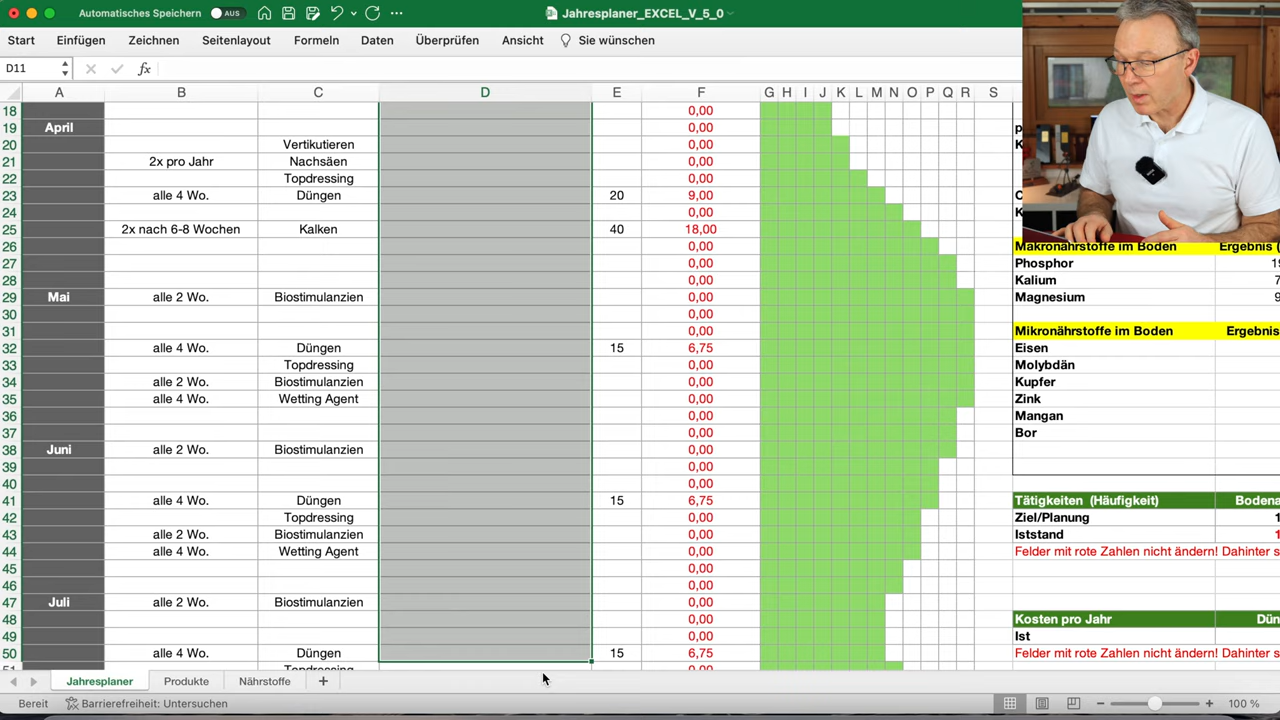 Automatisches Speichern AUS Jahresplaner_EXCEL_V_5_0
Start Einfügen Zeichnen Seitenlayout Formeln Daten Überprüfen Ansicht Sie wünschen
D11 fx
A B C D E F G H I J K L M N O P Q R S
18 0,00
19 April 0,00
20 Vertikutieren 0,00
21 2x pro Jahr Nachsäen 0,00
22 Topdressing 0,00
23 alle 4 Wo. Düngen 20 9,00
24 0,00
25 2x nach 6-8 Wochen Kalken 40 18,00
26 0,00 Makronährstoffe im Boden Ergebnis
27 0,00 Phosphor
28 0,00 Kalium
29 Mai alle 2 Wo. Biostimulanzien 0,00 Magnesium
30 0,00
31 0,00 Mikronährstoffe im Boden Ergebnis
32 alle 4 Wo. Düngen 15 6,75 Eisen
33 Topdressing 0,00 Molybdän
34 alle 2 Wo. Biostimulanzien 0,00 Kupfer
35 alle 4 Wo. Wetting Agent 0,00 Zink
36 0,00 Mangan
37 0,00 Bor
38 Juni alle 2 Wo. Biostimulanzien 0,00
39 0,00
40 0,00
41 alle 4 Wo. Düngen 15 6,75 Tätigkeiten (Häufigkeit) Bodena
42 Topdressing 0,00 Ziel/Planung 1
43 alle 2 Wo. Biostimulanzien 0,00 Iststand
44 alle 4 Wo. Wetting Agent 0,00 Felder mit rote Zahlen nicht ändern! Dahinter s
45 0,00
46 0,00
47 Juli alle 2 Wo. Biostimulanzien 0,00
48 0,00 Kosten pro Jahr Dün
49 0,00 Ist
50 alle 4 Wo. Düngen 15 6,75 Felder mit rote Zahlen nicht ändern! Dahinter s
51 Topdressing 0,00
Jahresplaner Produkte Nährstoffe +
Bereit Barrierefreiheit: Untersuchen 100 %